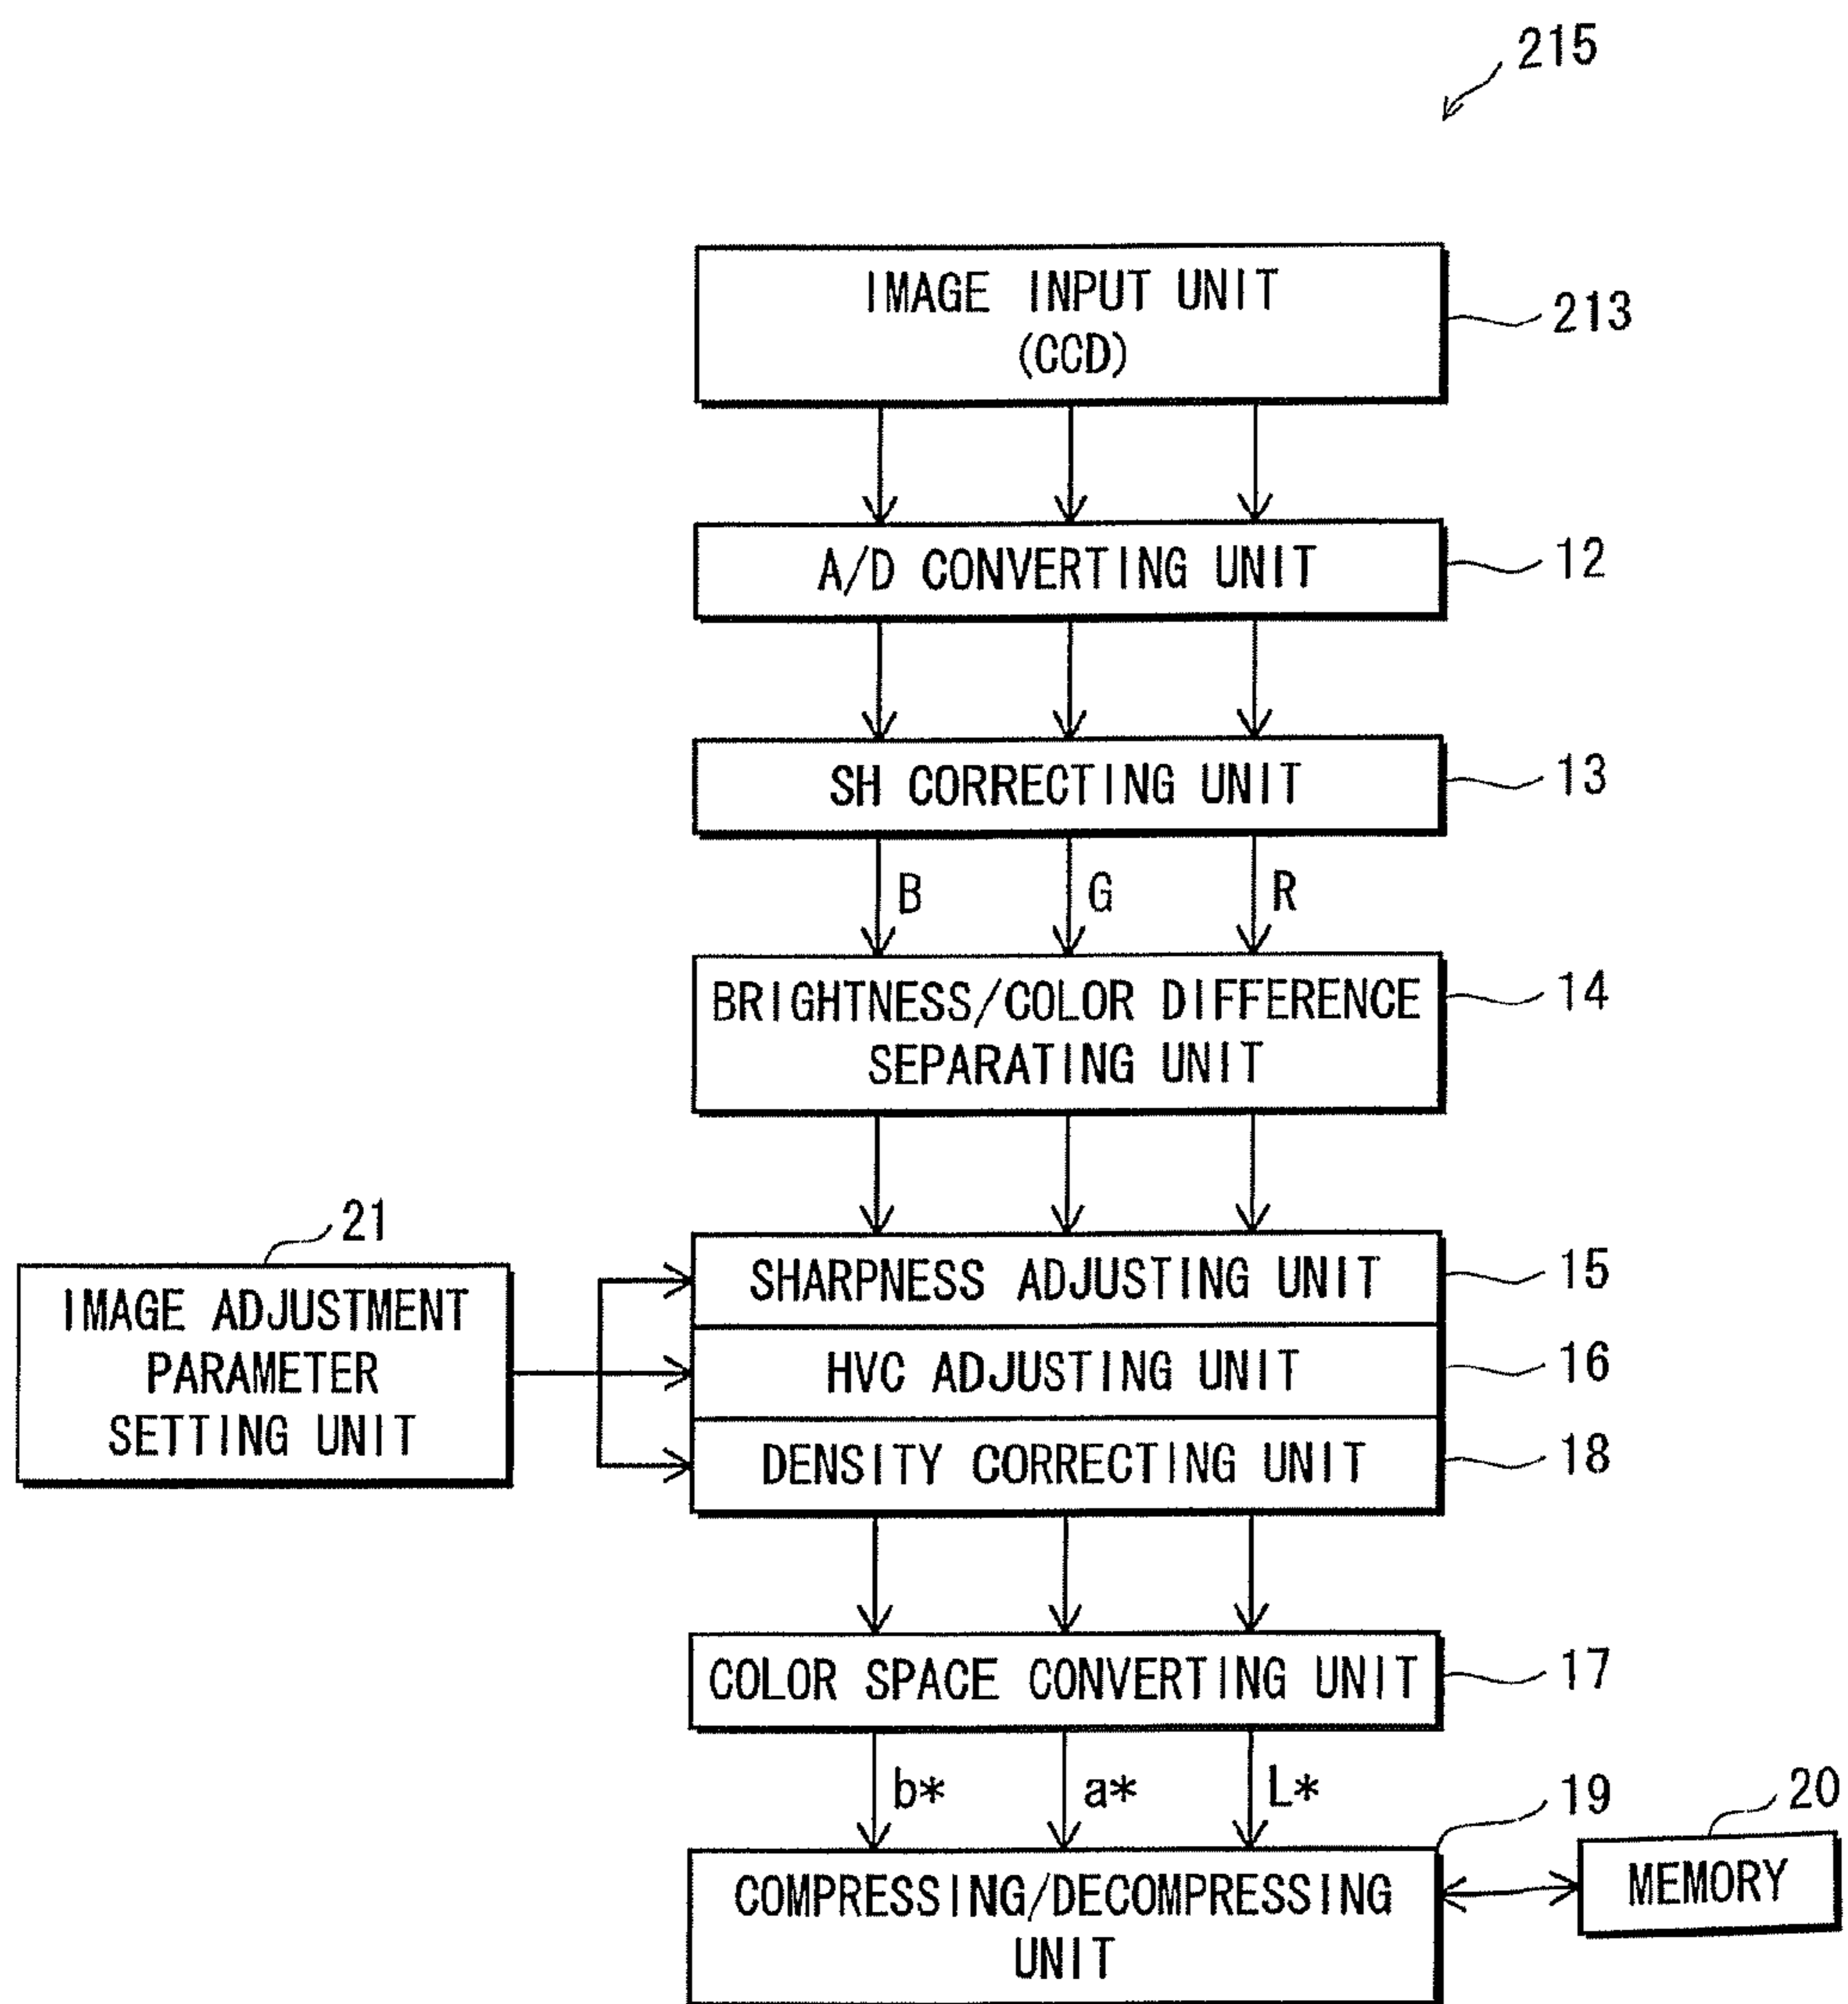 215
IMAGE INPUT UNIT
(CCD)
213
A/D CONVERTING UNIT
12
SH CORRECTING UNIT
13
B
G
R
BRIGHTNESS/COLOR DIFFERENCE
SEPARATING UNIT
14
21
IMAGE ADJUSTMENT
PARAMETER
SETTING UNIT
SHARPNESS ADJUSTING UNIT
15
HVC ADJUSTING UNIT
16
DENSITY CORRECTING UNIT
18
COLOR SPACE CONVERTING UNIT
17
b*
a*
L*
19
20
COMPRESSING/DECOMPRESSING
UNIT
MEMORY